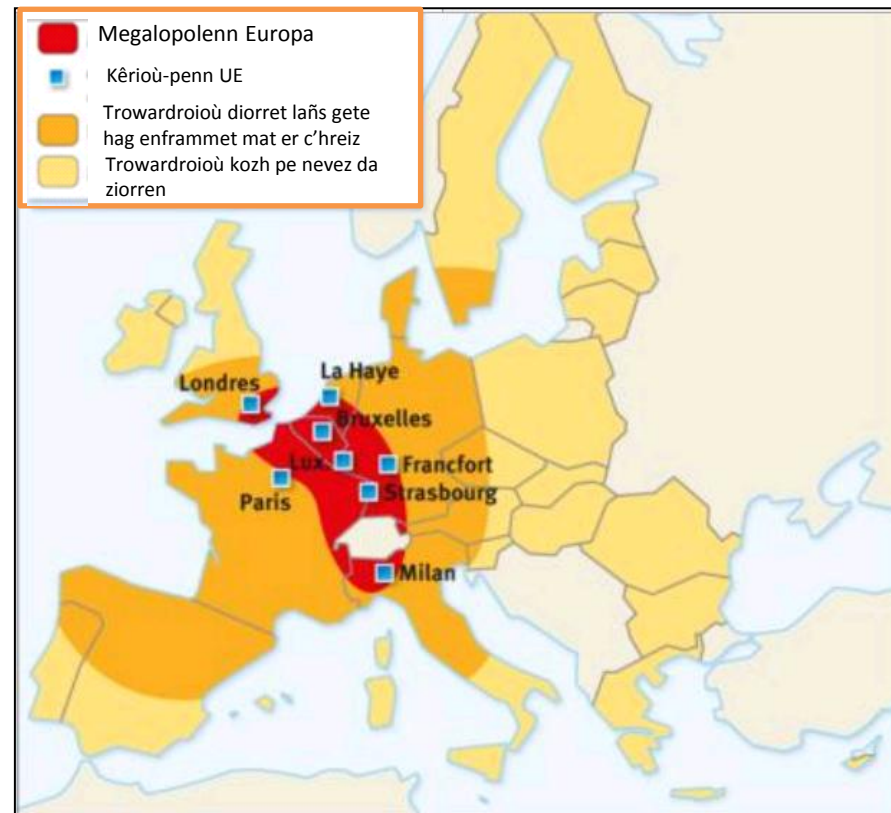 Megalopolenn Europa
Kêrioù-penn UE
Trowardroioù diorret lañs gete
hag enframmet mat er c’hreiz
Trowardroioù kozh pe nevez da
ziorren
La Haye
Londres
Bruxelles
Lux.
Francfort
Paris
Strasbourg
Milan